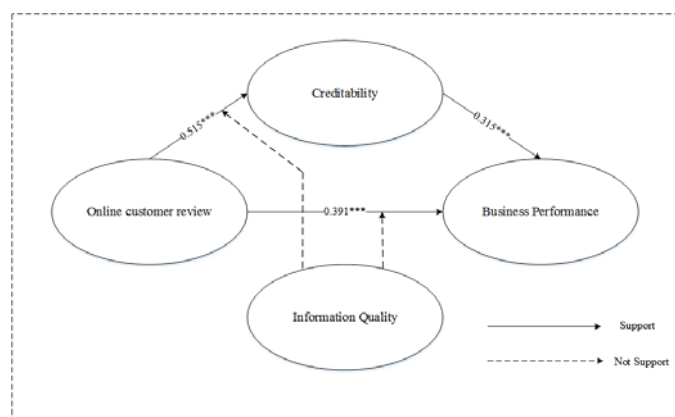 Creditability
0.515***
0.315***
Online customer review
0.391***
Business Performance
Information Quality
Support
Not Support